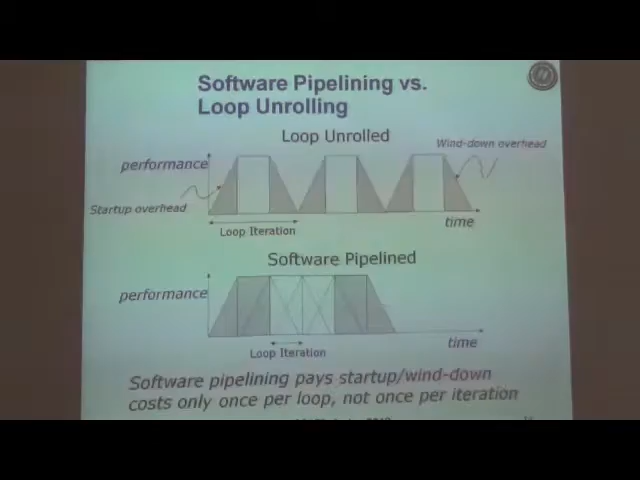 Software Pipelining vs.
Loop Unrolling
Loop Unrolled
Wind-down overhead
performance
Startup overhead
Loop Iteration
time
Software Pipelined
performance
Loop Iteration
time
Software pipelining pays startup/wind-down
costs only once per loop, not once per iteration